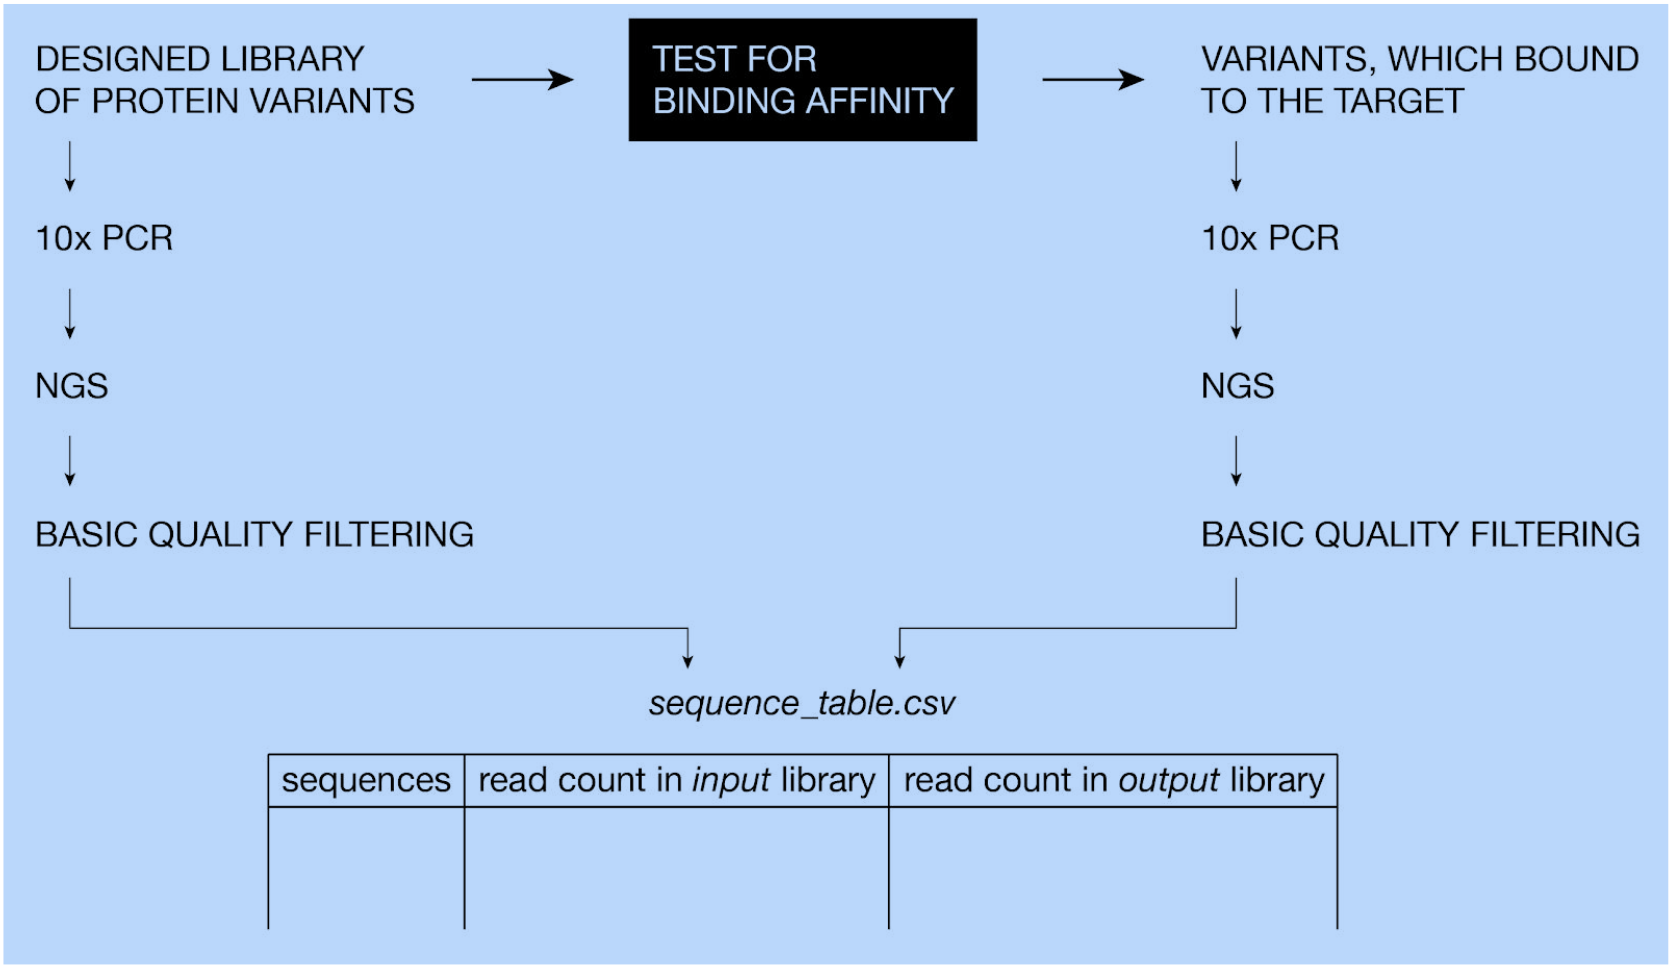 DESIGNED LIBRARY
OF PROTEIN VARIANTS
TEST FOR
BINDING AFFINITY
VARIANTS, WHICH BOUND
TO THE TARGET
10x PCR
10x PCR
NGS
NGS
BASIC QUALITY FILTERING
BASIC QUALITY FILTERING
sequence_table.csv
sequences
read count in input library
read count in output library